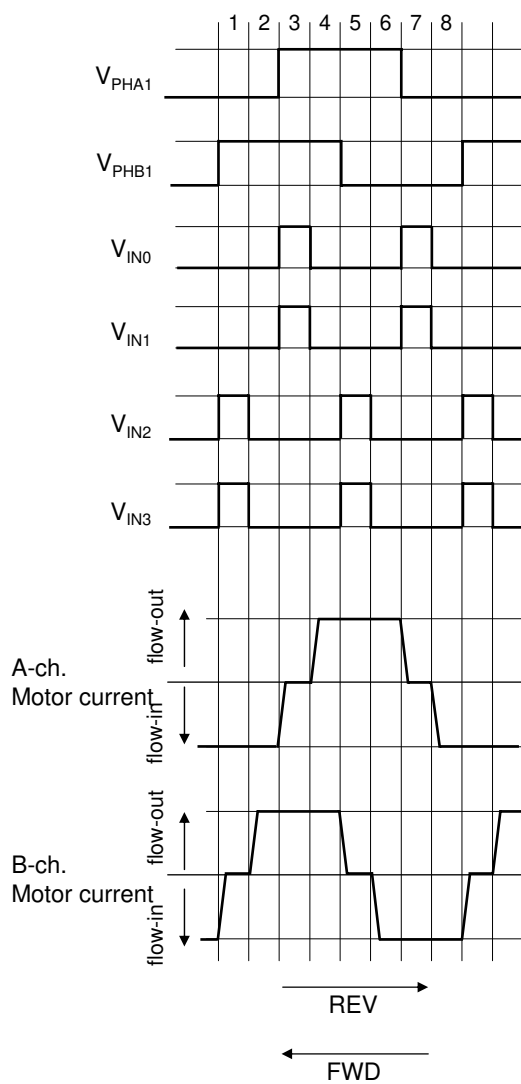 1 2 3 4 5 6 7 8
VPHA1
VPHB1
VIN0
VIN1
VIN2
VIN3
flow-out
A-ch.
Motor current
flow-in
flow-out
B-ch.
Motor current
flow-in
REV
FWD